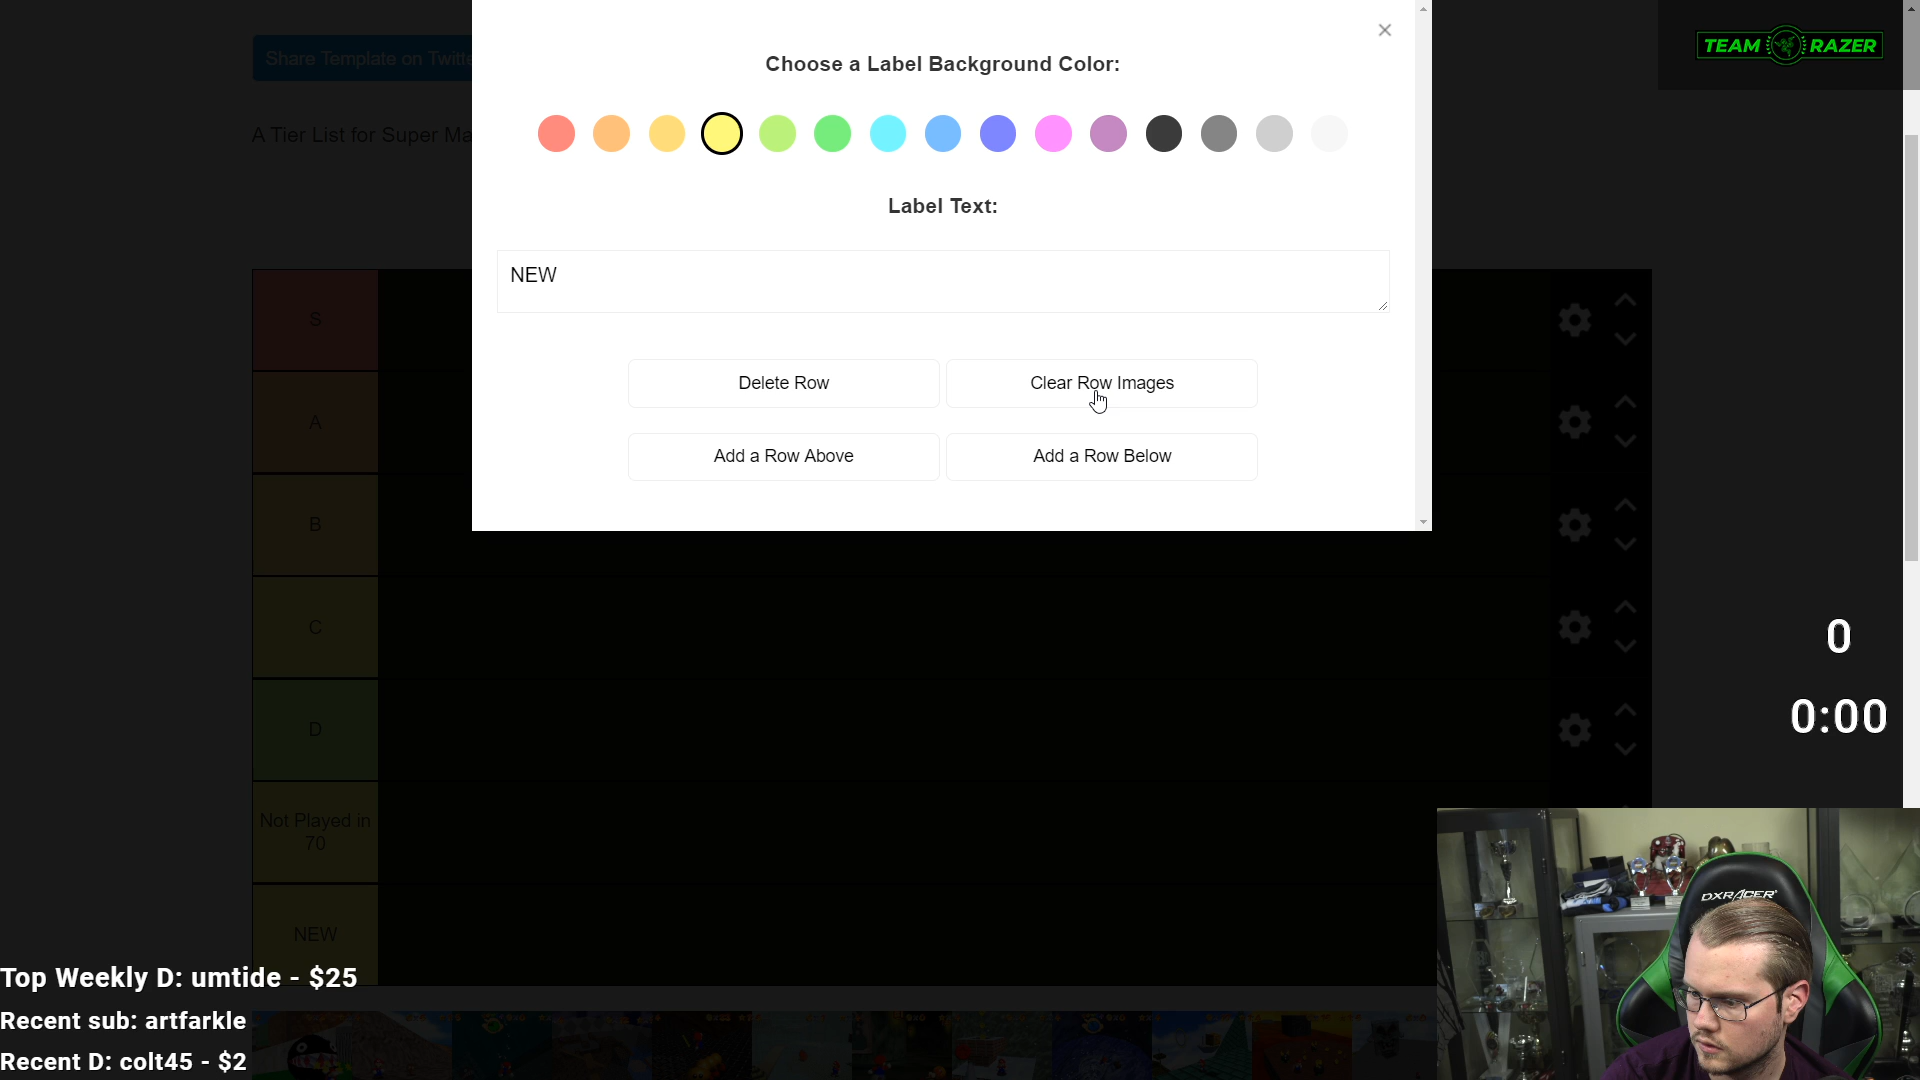 Share Template on Twitte
TEAM RAZER
×
Choose a Label Background Color:
A Tier List for Super Ma
Label Text:
NEW
S
Delete Row
Clear Row Images
A
Add a Row Above
Add a Row Below
B
C
0
0:00
D
Not Played in
70
DXRACER
NEW
Top Weekly D: umtide - $25
Recent sub: artfarkle
Recent D: colt45 - $2